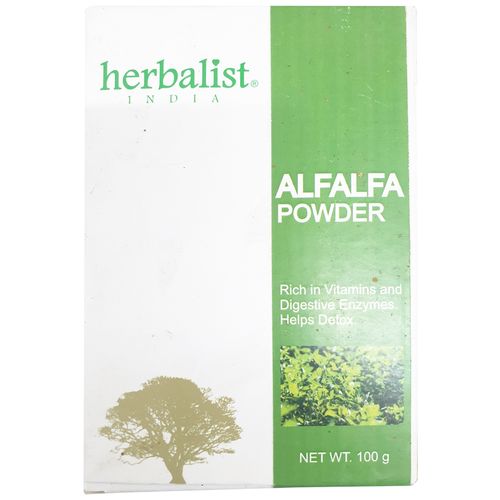 herbalist®
INDIA
ALFALFA
POWDER
Rich in Vitamins and
Digestive Enzymes.
Helps Detox.
NET WT. 100 g